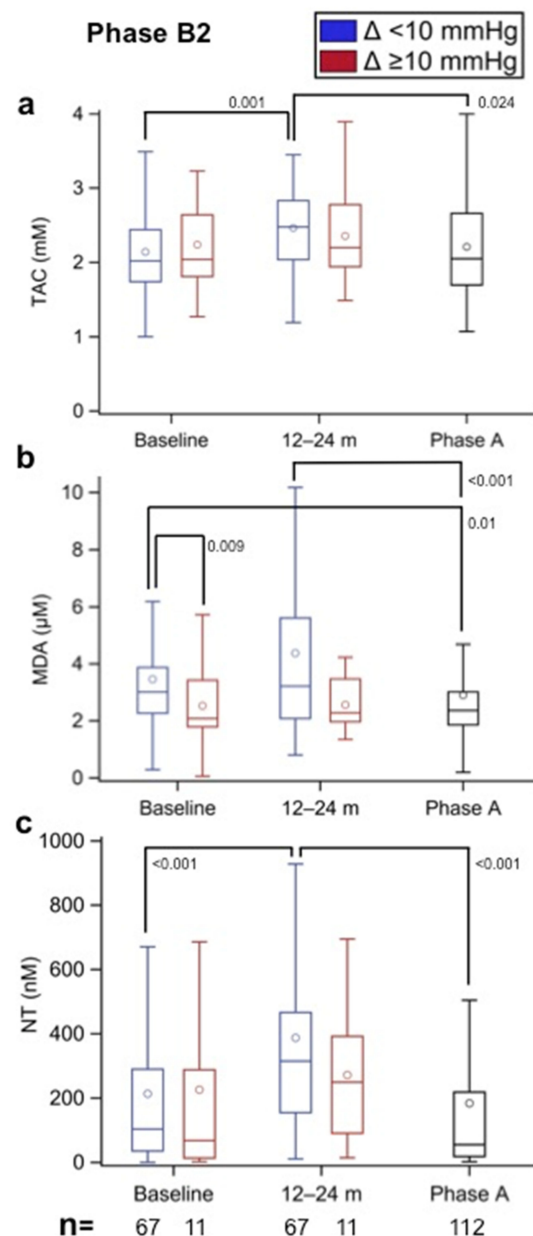 Phase B2
Δ <10 mmHg
Δ ≥10 mmHg
a
0.001
0.024
4
3
2
1
0
TAC (mM)
Baseline 12–24 m Phase A
b
<0.001
0.01
0.009
10
8
6
4
2
0
MDA (µM)
Baseline 12–24 m Phase A
c
<0.001
<0.001
1000
800
600
400
200
0
NT (nM)
Baseline 12–24 m Phase A
n= 67 11 67 11 112